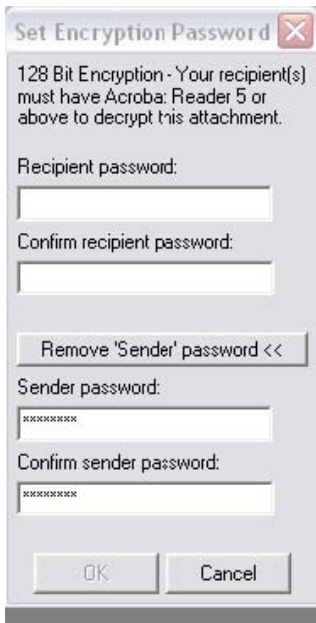 Set Encryption Password
128 Bit Encryption - Your recipient(s)
must have Acroba: Reader 5 or
above to decrypt this attachment.
Recipient password:
Confirm recipient password:
Remove 'Sender' password <<
Sender password:
********
Confirm sender password:
********
OK
Cancel